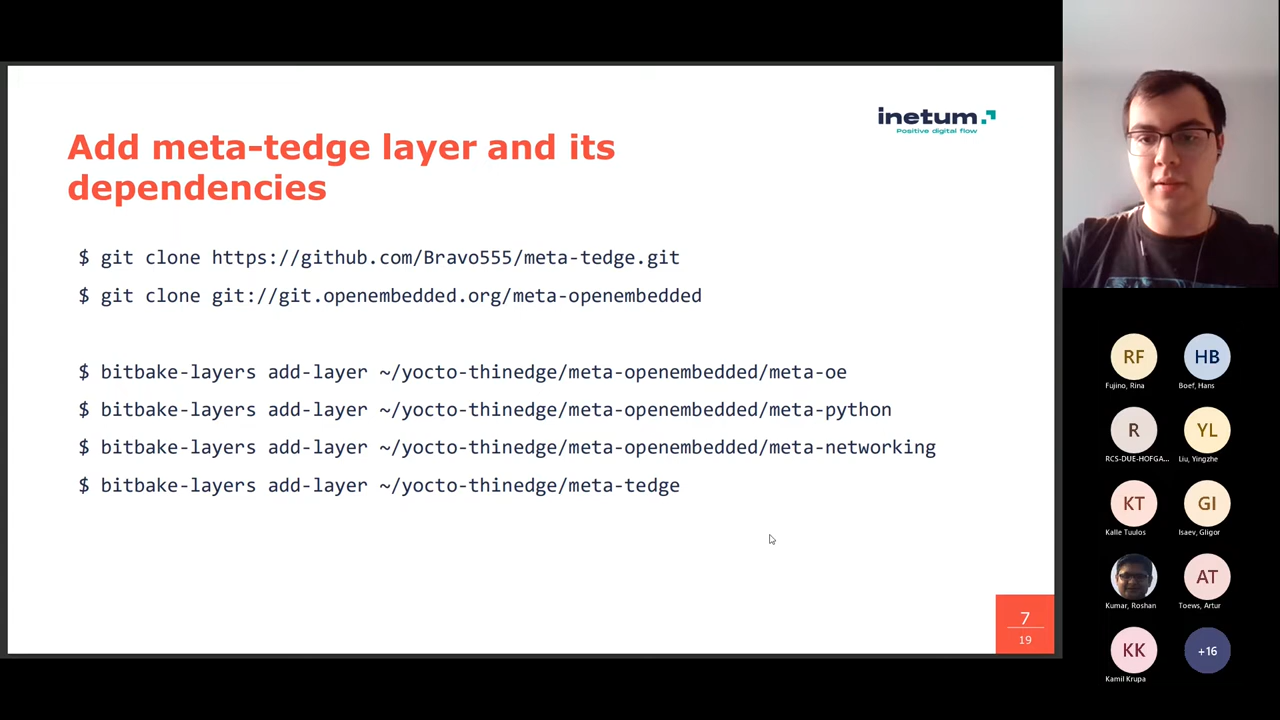 inetum
Positive digital flow
Add meta-tedge layer and its
dependencies
$ git clone https://github.com/Bravo555/meta-tedge.git
$ git clone git://git.openembedded.org/meta-openembedded
$ bitbake-layers add-layer ~/yocto-thinedge/meta-openembedded/meta-oe
$ bitbake-layers add-layer ~/yocto-thinedge/meta-openembedded/meta-python
$ bitbake-layers add-layer ~/yocto-thinedge/meta-openembedded/meta-networking
$ bitbake-layers add-layer ~/yocto-thinedge/meta-tedge
7
19
RF
Fujino, Rina
HB
Boef, Hans
R
RCS-DUE-HOFGA...
YL
Liu, Yingzhe
KT
Kalle Tuulos
GI
Isaev, Gligor
Kumar, Roshan
AT
Toews, Artur
KK
Kamil Krupa
+16